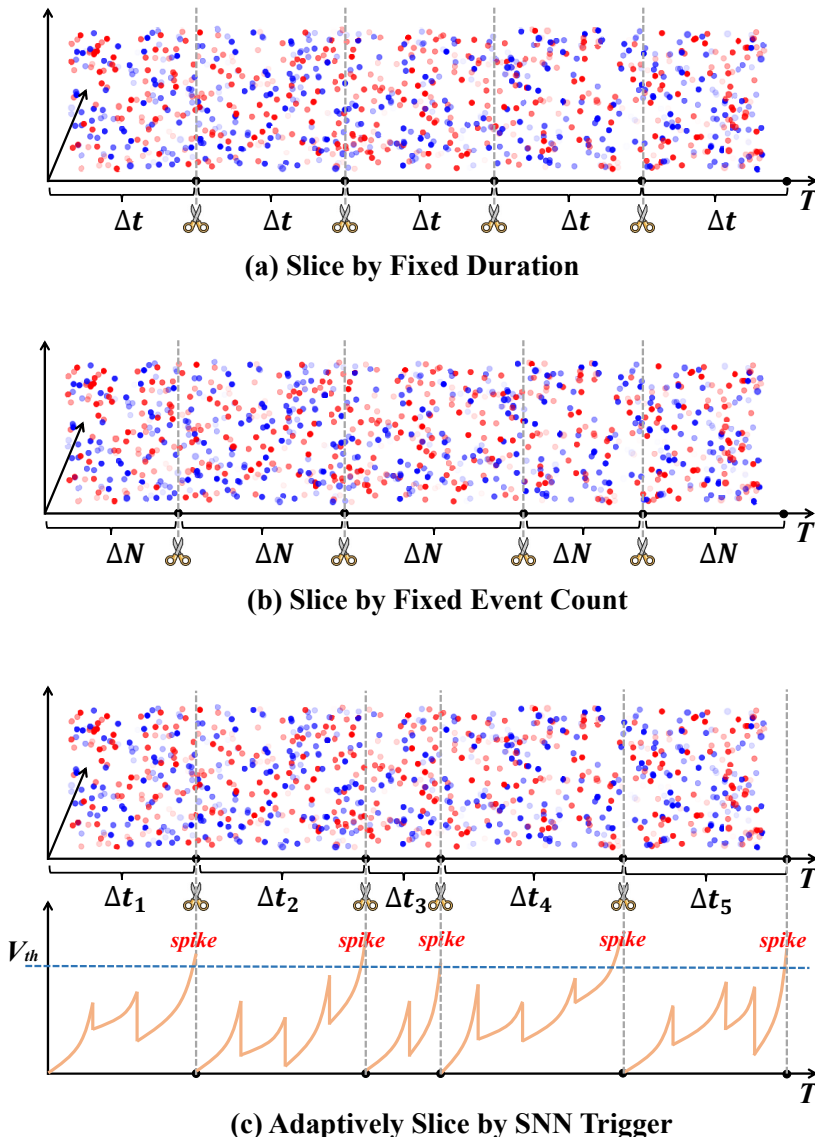 T
Δt Δt Δt Δt Δt
(a) Slice by Fixed Duration
T
ΔN ΔN ΔN ΔN ΔN
(b) Slice by Fixed Event Count
T
Δt₁ Δt₂ Δt₃ Δt₄ Δt₅
spike spike spike spike spike
Vₜₕ
T
(c) Adaptively Slice by SNN Trigger